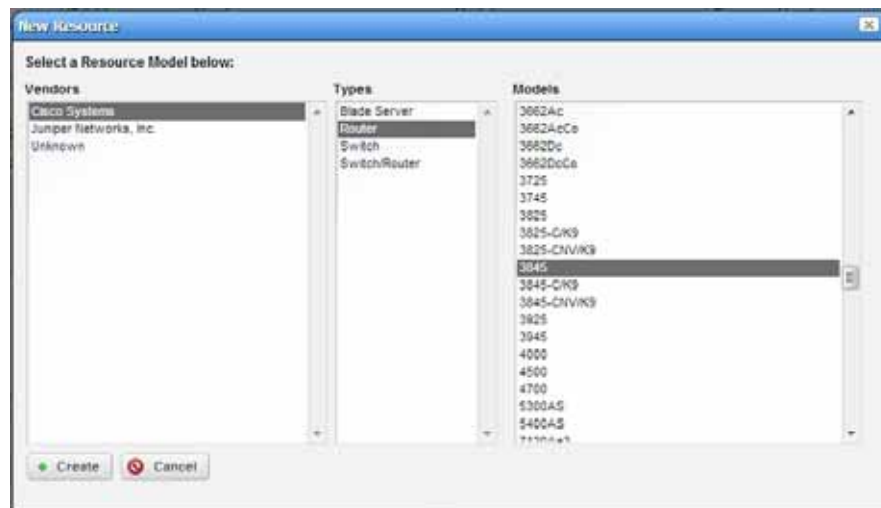 New Resource
Select a Resource Model below:
Vendors
Cisco Systems
Juniper Networks, Inc.
Unknown
Types
Blade Server
Router
Switch
Switch/Router
Models
3662Ac
3662AcCo
3662Dc
3662DcCo
3725
3745
3825
3825-C/K9
3825-CNV/K9
3845
3845-C/K9
3845-CNV/K9
3925
3945
4000
4500
4700
5300AS
5400AS
Create
Cancel